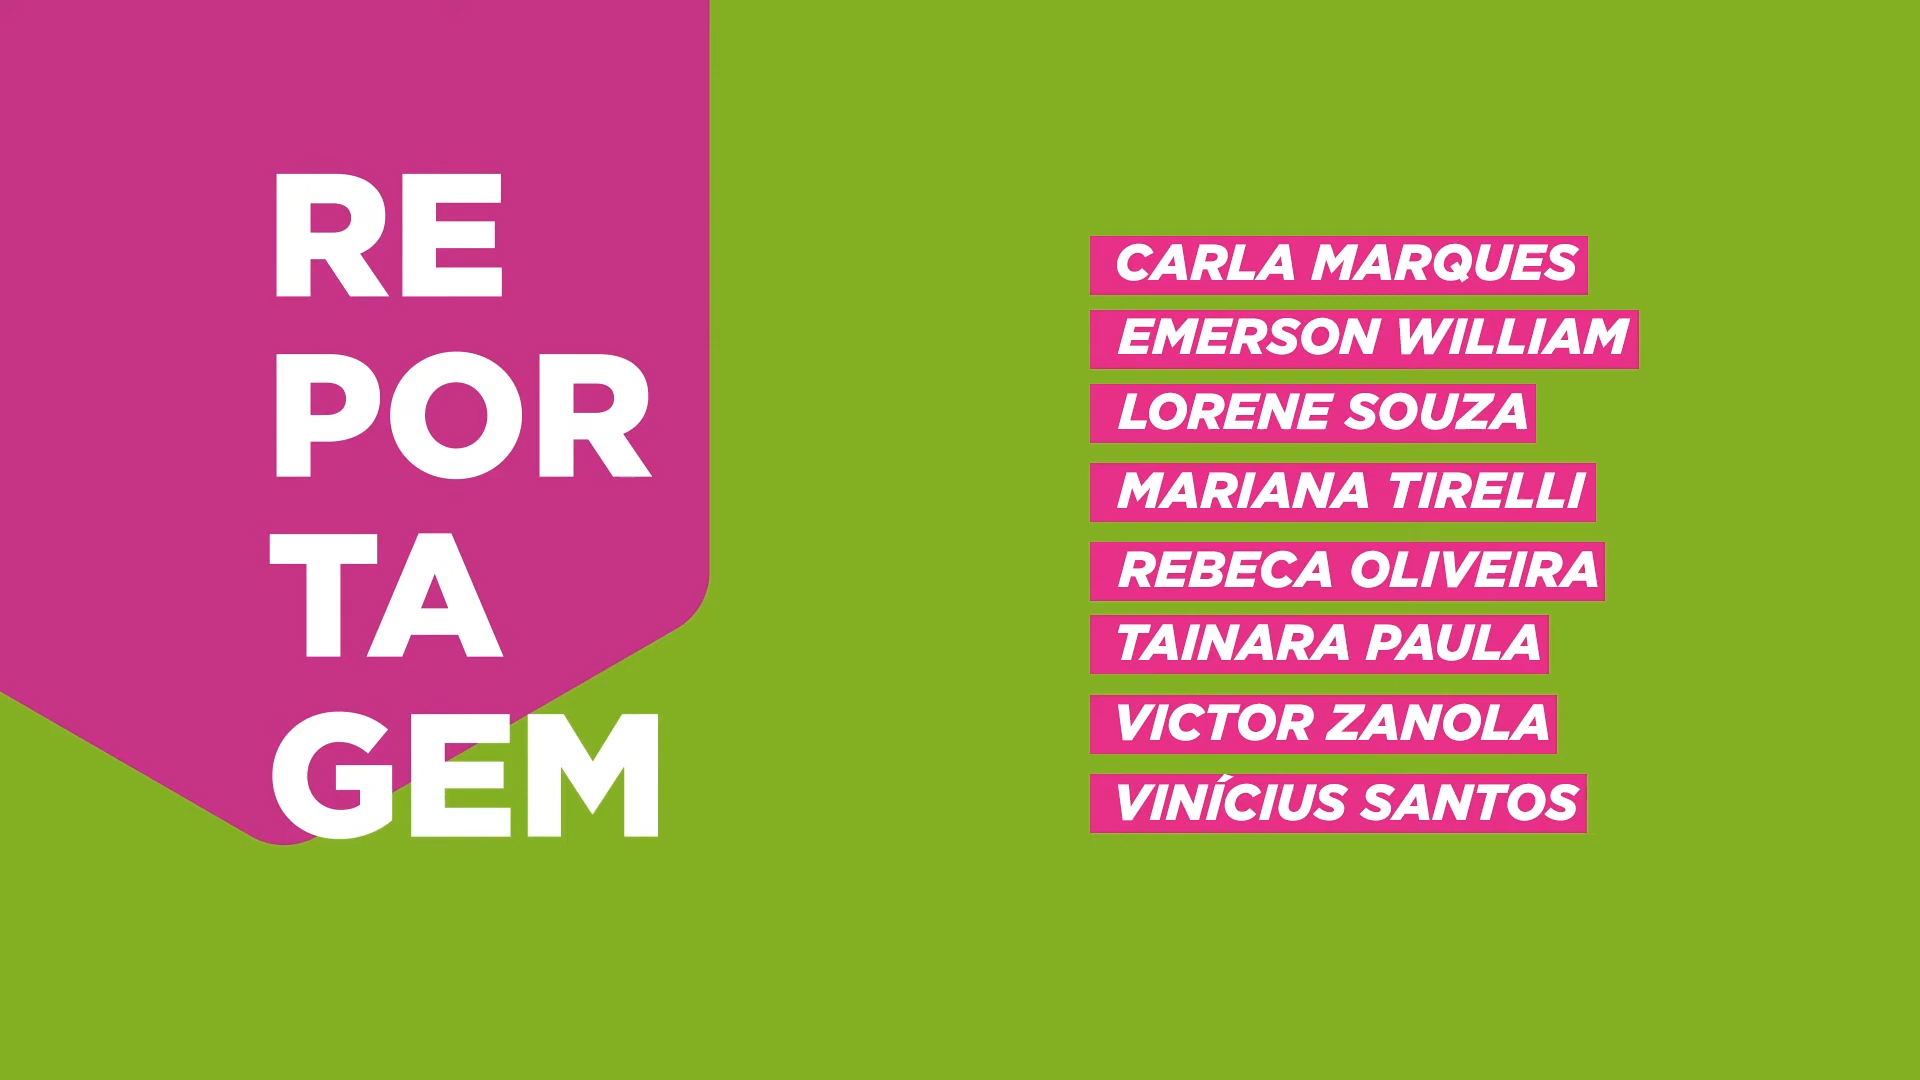 RE
POR
TA
GEM
CARLA MARQUES
EMERSON WILLIAM
LORENE SOUZA
MARIANA TIRELLI
REBECA OLIVEIRA
TAINARA PAULA
VICTOR ZANOLA
VINÍCIUS SANTOS